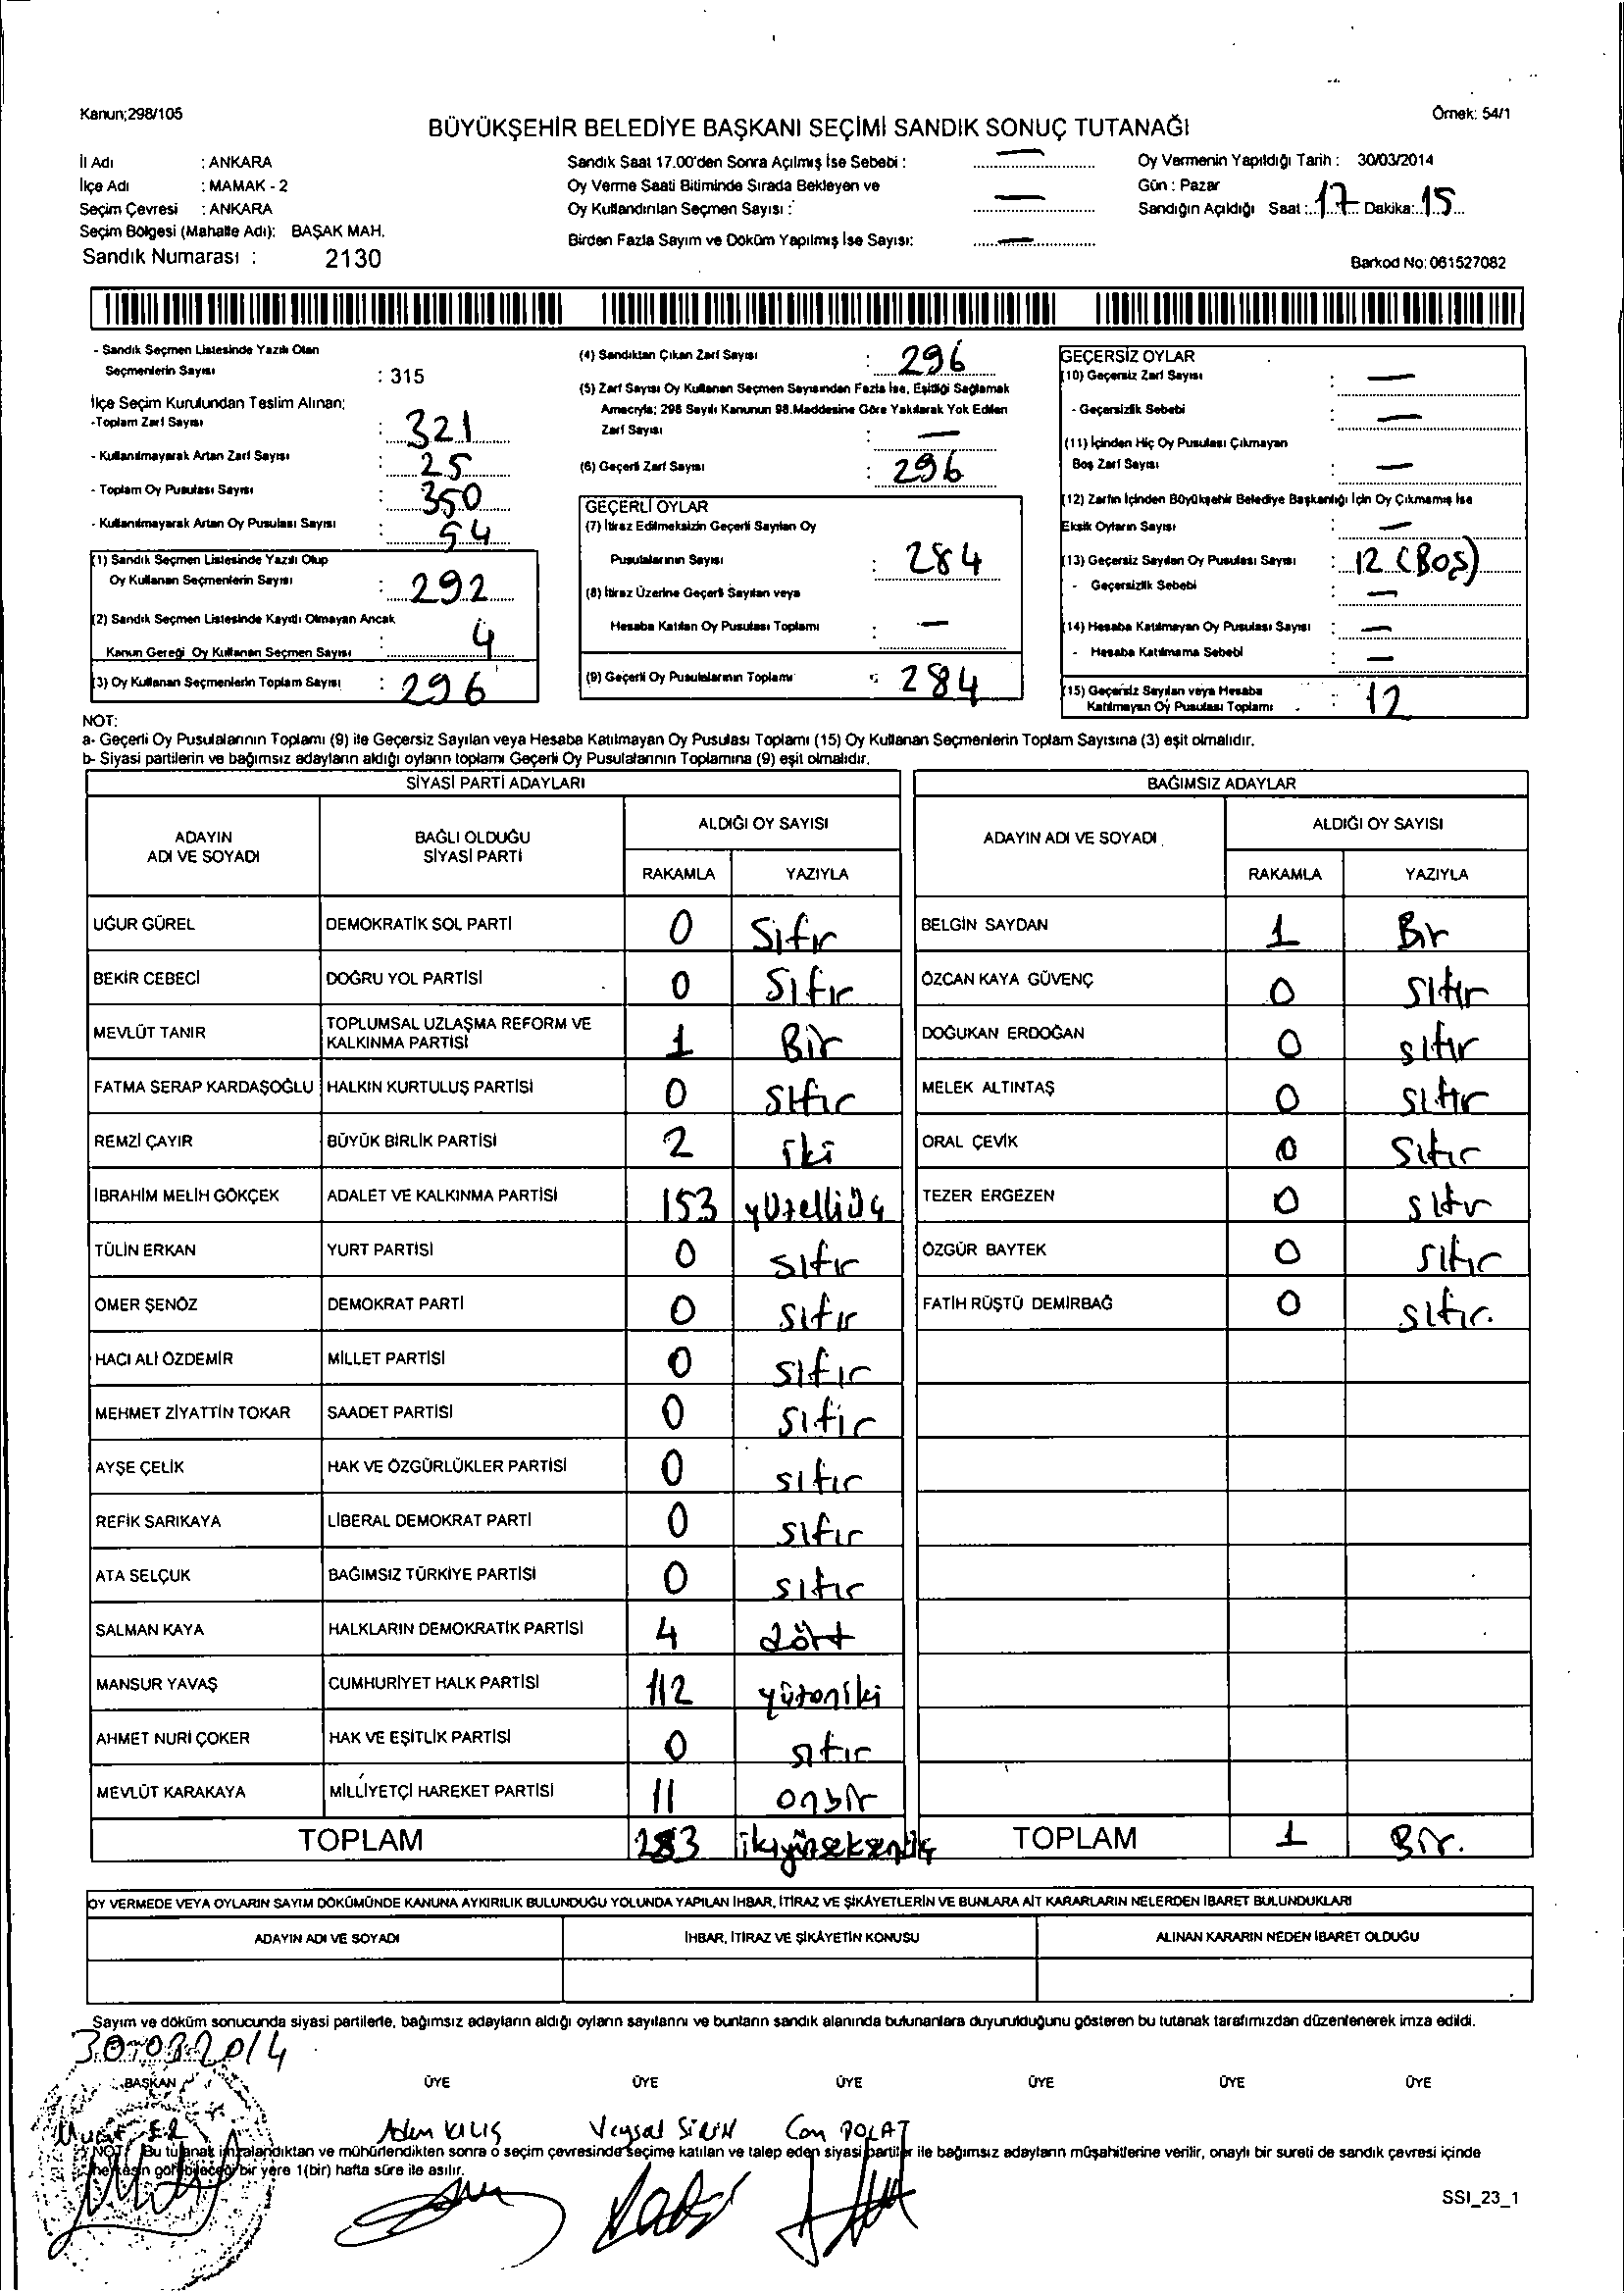 Kanun;298/105
Örnek: 54/1
BÜYÜKŞEHİR BELEDİYE BAŞKANI SEÇİMİ SANDIK SONUÇ TUTANAĞI
İl Adı : ANKARA
İlçe Adı : MAMAK - 2
Seçim Çevresi : ANKARA
Seçim Bölgesi (Mahalle Adı): BAŞAK MAH.
Sandık Numarası : 2130
Sandık Saat 17.00'den Sonra Açılmış İse Sebebi : —
Oy Verme Saati Bitiminde Sırada Bekleyen ve
Oy Kullandırılan Seçmen Sayısı : —
Birden Fazla Sayım ve Döküm Yapılmış İse Sayısı: —
Oy Vermenin Yapıldığı Tarih : 30/03/2014
Gün : Pazar
Sandığın Açıldığı Saat : 17 Dakika: 15
Barkod No: 061527082
- Sandık Seçmen Listesinde Yazılı Olan
Seçmenlerin Sayısı : 315
İlçe Seçim Kurulundan Teslim Alınan;
-Toplam Zarf Sayısı : 321
- Kullanılmayarak Artan Zarf Sayısı : 25
- Toplam Oy Pusulası Sayısı : 350
- Kullanılmayarak Artan Oy Pusulası Sayısı : 54
(1) Sandık Seçmen Listesinde Yazılı Olup
Oy Kullanan Seçmenlerin Sayısı : 292
(2) Sandık Seçmen Listesinde Kayıtlı Olmayan Ancak
Kanun Gereği Oy Kullanan Seçmen Sayısı : 4
(3) Oy Kullanan Seçmenlerin Toplam Sayısı : 296
(4) Sandıktan Çıkan Zarf Sayısı : 296
(5) Zarf Sayısı Oy Kullanan Seçmen Sayısından Fazla İse, Eşitliği Sağlamak
Amacıyla; 298 Sayılı Kanunun 98.Maddesine Göre Yakılarak Yok Edilen
Zarf Sayısı : —
(6) Geçerli Zarf Sayısı : 296
GEÇERLİ OYLAR
(7) İtiraz Edilmeksizin Geçerli Sayılan Oy
Pusulalarının Sayısı : 284
(8) İtiraz Üzerine Geçerli Sayılan veya
Hesaba Katılan Oy Pusulası Toplamı : —
(9) Geçerli Oy Pusulalarının Toplamı : 284
GEÇERSİZ OYLAR
(10) Geçersiz Zarf Sayısı : —
- Geçersizlik Sebebi : —
(11) İçinden Hiç Oy Pusulası Çıkmayan
Boş Zarf Sayısı : —
(12) Zarfın İçinden Büyükşehir Belediye Başkanlığı İçin Oy Çıkmamış İse
Eksik Oyların Sayısı : —
(13) Geçersiz Sayılan Oy Pusulası Sayısı : 12 (Boş)
- Geçersizlik Sebebi : —
(14) Hesaba Katılmayan Oy Pusulası Sayısı : —
- Hesaba Katılmama Sebebi : —
(15) Geçersiz Sayılan veya Hesaba
Katılmayan Oy Pusulası Toplamı : 12
NOT:
a- Geçerli Oy Pusulalarının Toplamı (9) ile Geçersiz Sayılan veya Hesaba Katılmayan Oy Pusulası Toplamı (15) Oy Kullanan Seçmenlerin Toplam Sayısına (3) eşit olmalıdır.
b- Siyasi partilerin ve bağımsız adayların aldığı oyların toplamı Geçerli Oy Pusulalarının Toplamına (9) eşit olmalıdır.
SİYASİ PARTİ ADAYLARI
ADAYIN ADI VE SOYADI BAĞLI OLDUĞU SİYASİ PARTİ ALDIĞI OY SAYISI
RAKAMLA YAZIYLA
UĞUR GÜREL DEMOKRATİK SOL PARTİ 0 Sıfır
BEKİR CEBECİ DOĞRU YOL PARTİSİ 0 Sıfır
MEVLÜT TANIR TOPLUMSAL UZLAŞMA REFORM VE KALKINMA PARTİSİ 1 Bir
FATMA SERAP KARDAŞOĞLU HALKIN KURTULUŞ PARTİSİ 0 Sıfır
REMZİ ÇAYIR BÜYÜK BİRLİK PARTİSİ 2 iki
İBRAHİM MELİH GÖKÇEK ADALET VE KALKINMA PARTİSİ 153 yüzelliüç
TÜLİN ERKAN YURT PARTİSİ 0 sıfır
ÖMER ŞENÖZ DEMOKRAT PARTİ 0 sıfır
HACI ALİ ÖZDEMİR MİLLET PARTİSİ 0 sıfır
MEHMET ZİYATTİN TOKAR SAADET PARTİSİ 0 sıfır
AYŞE ÇELİK HAK VE ÖZGÜRLÜKLER PARTİSİ 0 sıfır
REFİK SARIKAYA LİBERAL DEMOKRAT PARTİ 0 sıfır
ATA SELÇUK BAĞIMSIZ TÜRKİYE PARTİSİ 0 sıfır
SALMAN KAYA HALKLARIN DEMOKRATİK PARTİSİ 4 dört
MANSUR YAVAŞ CUMHURİYET HALK PARTİSİ 112 yüzoniki
AHMET NURİ ÇOKER HAK VE EŞİTLİK PARTİSİ 0 sıfır
MEVLÜT KARAKAYA MİLLİYETÇİ HAREKET PARTİSİ 11 onbir
TOPLAM 283 ikiyüzseksenüç
BAĞIMSIZ ADAYLAR
ADAYIN ADI VE SOYADI ALDIĞI OY SAYISI
RAKAMLA YAZIYLA
BELGİN SAYDAN 1 Bir
ÖZCAN KAYA GÜVENÇ 0 sıfır
DOĞUKAN ERDOĞAN 0 sıfır
MELEK ALTINTAŞ 0 sıfır
ORAL ÇEVİK 0 sıfır
TEZER ERGEZEN 0 sıfır
ÖZGÜR BAYTEK 0 sıfır
FATİH RÜŞTÜ DEMİRBAĞ 0 sıfır.
TOPLAM 1 Bir.
OY VERMEDE VEYA OYLARIN SAYIM DÖKÜMÜNDE KANUNA AYKIRILIK BULUNDUĞU YOLUNDA YAPILAN İHBAR, İTİRAZ VE ŞİKÂYETLERİN VE BUNLARA AİT KARARLARIN NELERDEN İBARET BULUNDUKLARI
ADAYIN ADI VE SOYADI İHBAR, İTİRAZ VE ŞİKÂYETİN KONUSU ALINAN KARARIN NEDEN İBARET OLDUĞU
Sayım ve döküm sonucunda siyasi partilerle, bağımsız adayların aldığı oyların sayılarını ve bunların sandık alanında bulunanlara duyurulduğunu gösteren bu tutanak tarafımızdan düzenlenerek imza edildi.
30-03-2014
BAŞKAN ÜYE ÜYE ÜYE ÜYE ÜYE ÜYE
Murat ER Adem KILIŞ Veysal SİRİN Can POLAT
NOT: Bu tutanak imzalandıktan ve mühürlendikten sonra o seçim çevresinde seçime katılan ve talep eden siyasi partiler ile bağımsız adayların müşahitlerine verilir, onaylı bir sureti de sandık çevresi içinde
herkesin görebileceği bir yere 1(bir) hafta süre ile asılır.
SSI_23_1